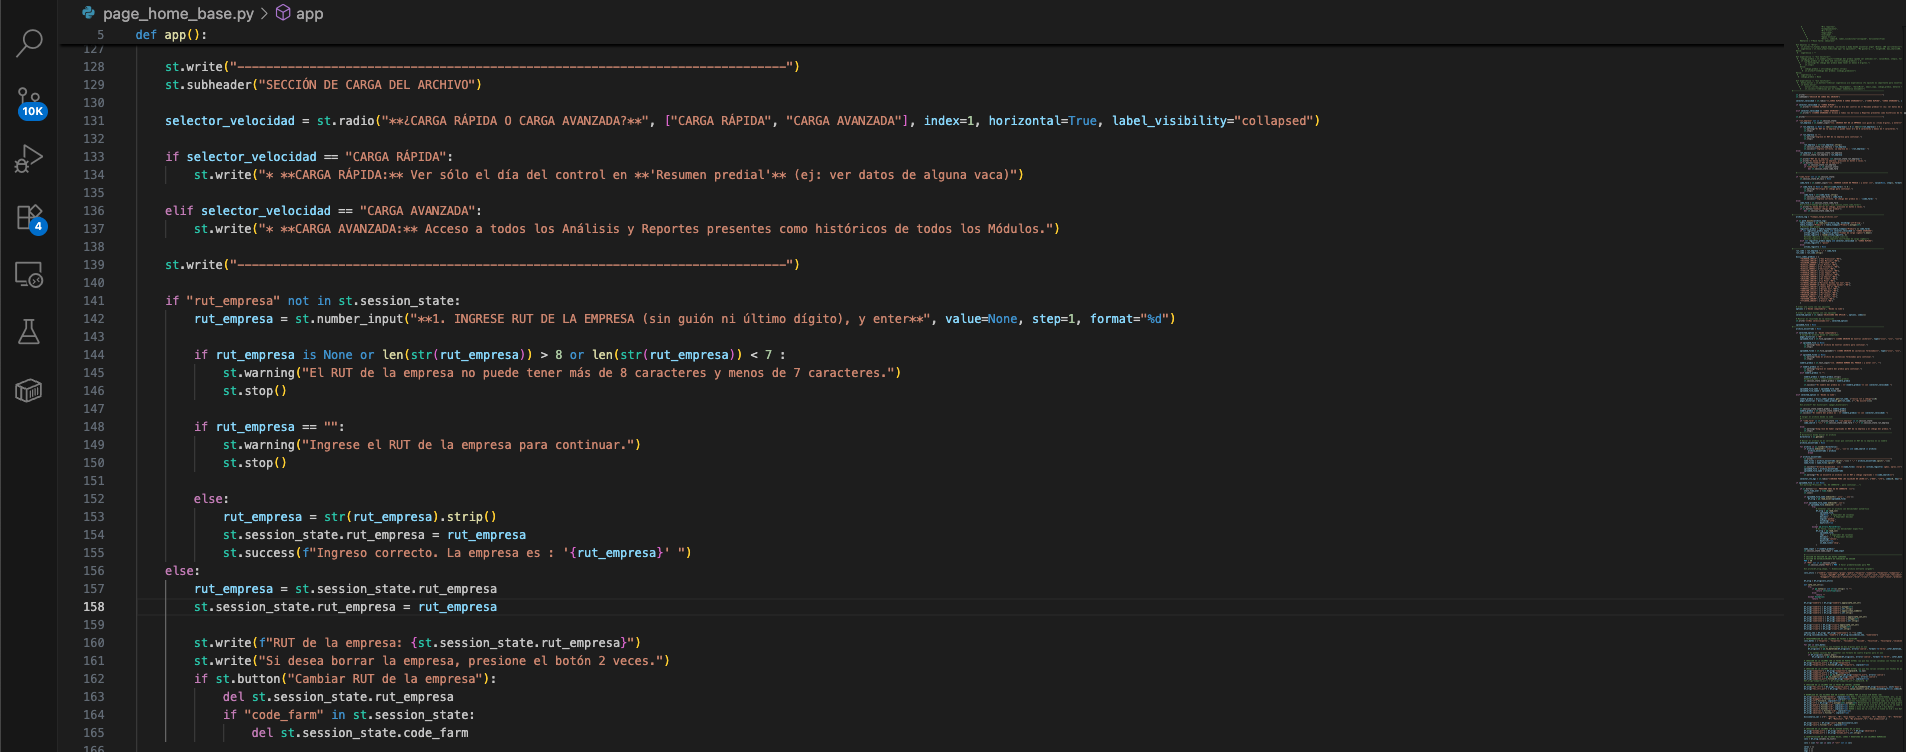 page_home_base.py > app
5 def app():
127
128 st.write("----------------------------------------------------------------------------")
129 st.subheader("SECCIÓN DE CARGA DEL ARCHIVO")
130
131 selector_velocidad = st.radio("**¿CARGA RÁPIDA O CARGA AVANZADA?**", ["CARGA RÁPIDA", "CARGA AVANZADA"], index=1, horizontal=True, label_visibility="collapsed")
132
133 if selector_velocidad == "CARGA RÁPIDA":
134 st.write("* **CARGA RÁPIDA:** Ver sólo el día del control en **'Resumen predial'** (ej: ver datos de alguna vaca)")
135
136 elif selector_velocidad == "CARGA AVANZADA":
137 st.write("* **CARGA AVANZADA:** Acceso a todos los Análisis y Reportes presentes como históricos de todos los Módulos.")
138
139 st.write("----------------------------------------------------------------------------")
140
141 if "rut_empresa" not in st.session_state:
142 rut_empresa = st.number_input("**1. INGRESE RUT DE LA EMPRESA (sin guión ni último dígito), y enter**", value=None, step=1, format="%d")
143
144 if rut_empresa is None or len(str(rut_empresa)) > 8 or len(str(rut_empresa)) < 7 :
145 st.warning("El RUT de la empresa no puede tener más de 8 caracteres y menos de 7 caracteres.")
146 st.stop()
147
148 if rut_empresa == "":
149 st.warning("Ingrese el RUT de la empresa para continuar.")
150 st.stop()
151
152 else:
153 rut_empresa = str(rut_empresa).strip()
154 st.session_state.rut_empresa = rut_empresa
155 st.success(f"Ingreso correcto. La empresa es : '{rut_empresa}' ")
156 else:
157 rut_empresa = st.session_state.rut_empresa
158 st.session_state.rut_empresa = rut_empresa
159
160 st.write(f"RUT de la empresa: {st.session_state.rut_empresa}")
161 st.write("Si desea borrar la empresa, presione el botón 2 veces.")
162 if st.button("Cambiar RUT de la empresa"):
163 del st.session_state.rut_empresa
164 if "code_farm" in st.session_state:
165 del st.session_state.code_farm
166
10K
4